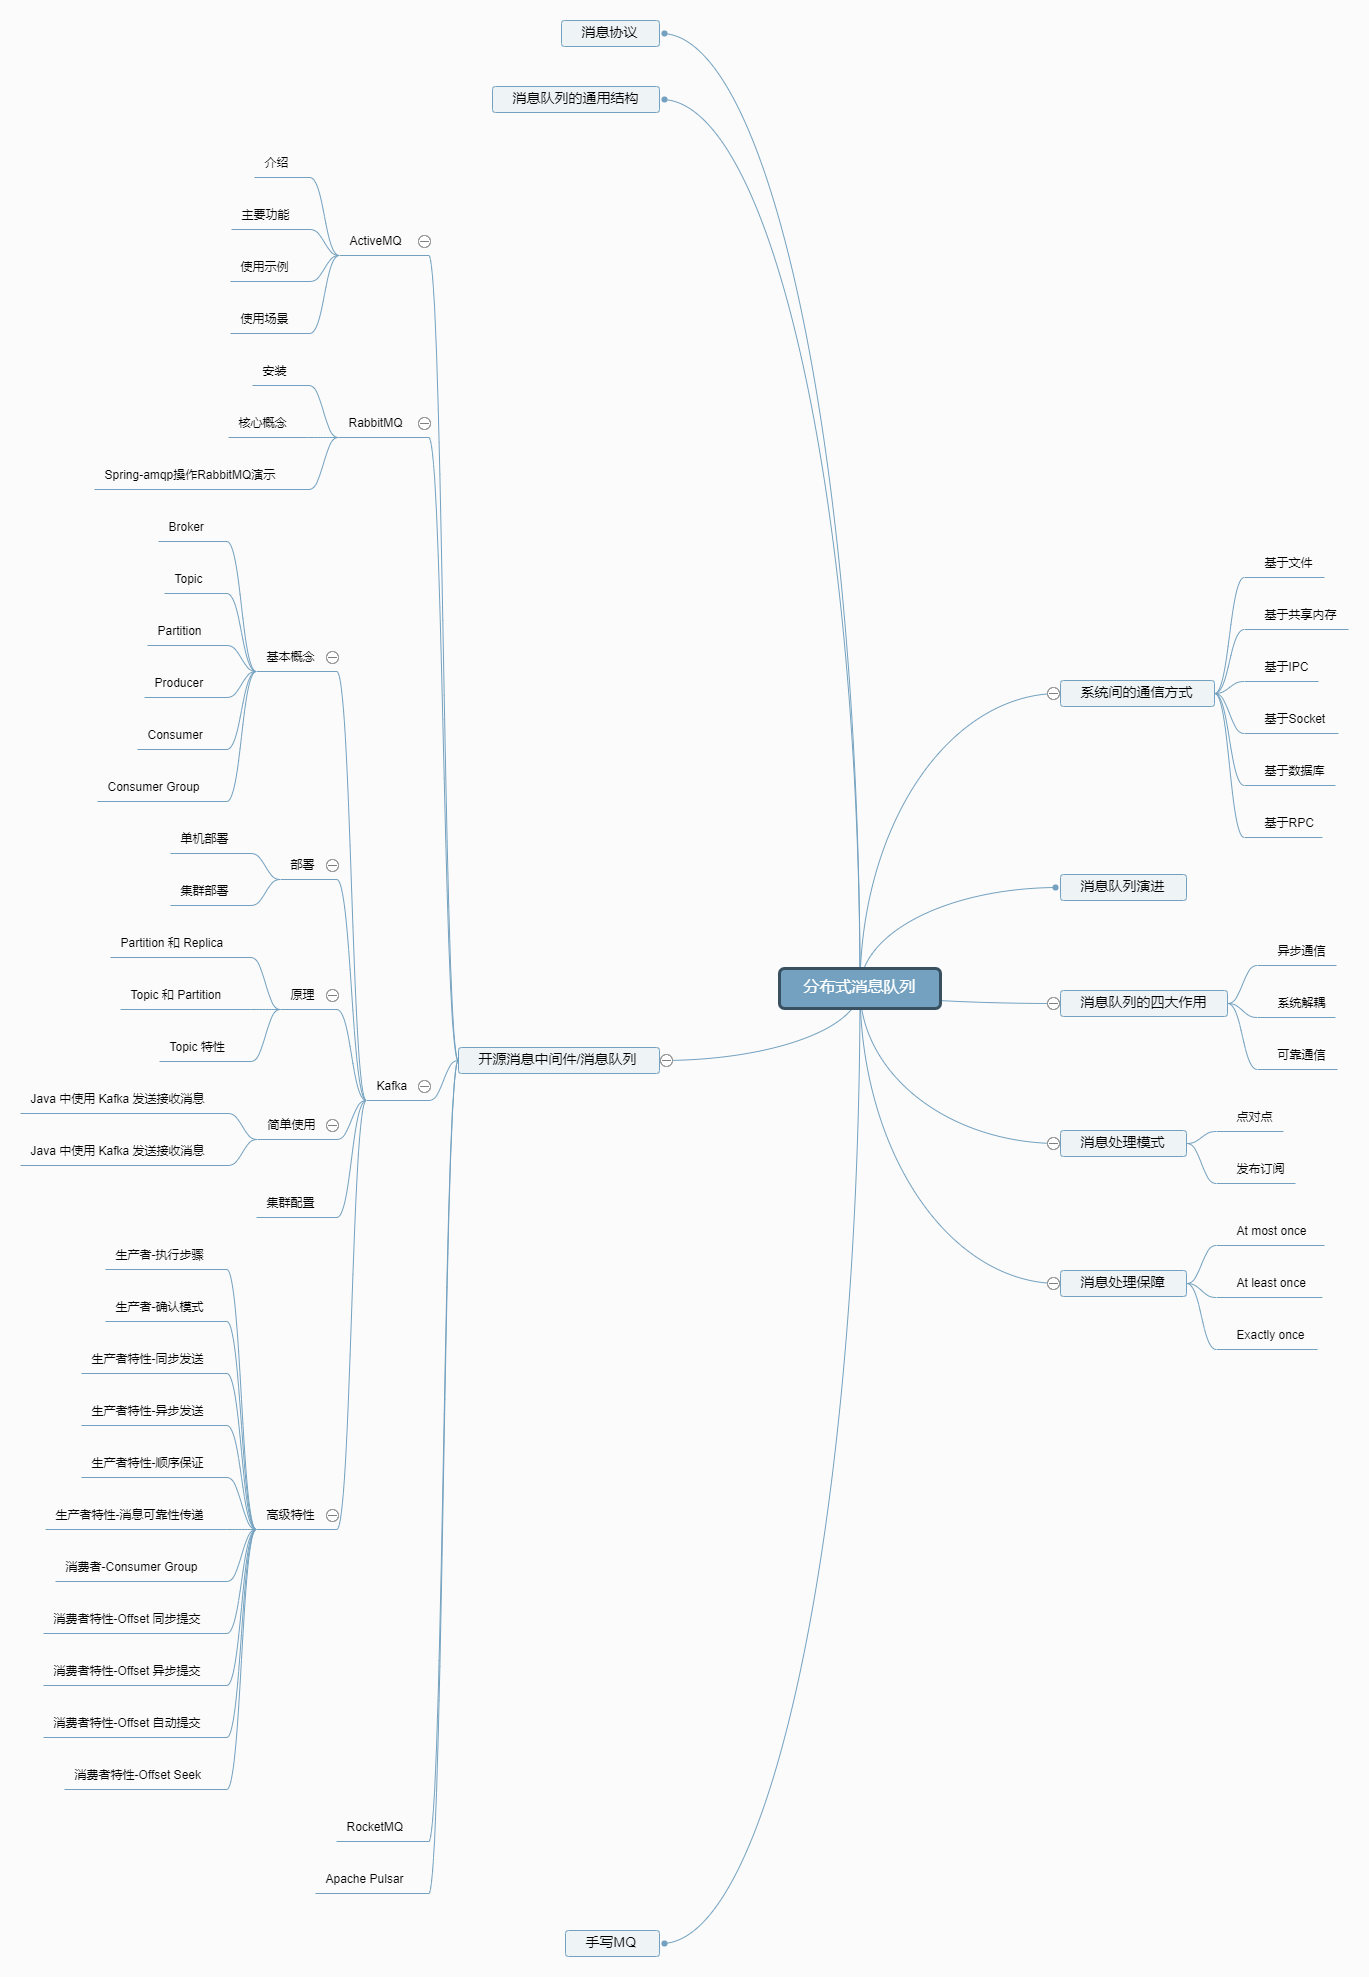 消息协议
消息队列的通用结构
介绍
主要功能
使用示例
使用场景
ActiveMQ
安装
核心概念
Spring-amqp操作RabbitMQ演示
RabbitMQ
Broker
Topic
Partition
Producer
Consumer
Consumer Group
基本概念
单机部署
集群部署
部署
Partition 和 Replica
Topic 和 Partition
Topic 特性
原理
Java 中使用 Kafka 发送接收消息
Java 中使用 Kafka 发送接收消息
简单使用
集群配置
生产者-执行步骤
生产者-确认模式
生产者特性-同步发送
生产者特性-异步发送
生产者特性-顺序保证
生产者特性-消息可靠性传递
消费者-Consumer Group
消费者特性-Offset 同步提交
消费者特性-Offset 异步提交
消费者特性-Offset 自动提交
消费者特性-Offset Seek
高级特性
Kafka
RocketMQ
Apache Pulsar
开源消息中间件/消息队列
手写MQ
分布式消息队列
系统间的通信方式
基于文件
基于共享内存
基于IPC
基于Socket
基于数据库
基于RPC
消息队列演进
消息队列的四大作用
异步通信
系统解耦
可靠通信
消息处理模式
点对点
发布订阅
消息处理保障
At most once
At least once
Exactly once